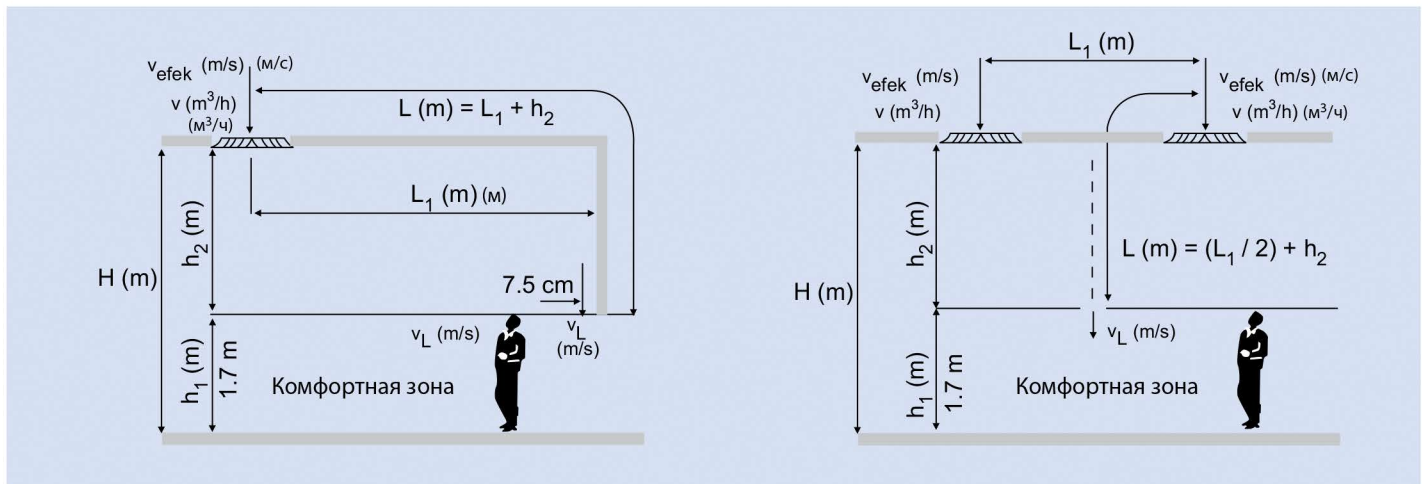 v_efek (m/s) (м/с)
v (m³/h)
(м³/ч)
L (m) = L₁ + h₂
L₁ (m) (м)
h₂ (m)
H (m)
7.5 cm
v_L (m/s)
v_L
(m/s)
h₁ (m)
1.7 m
Комфортная зона
L₁ (m)
v_efek (m/s)
v (m³/h)
v_efek (m/s) (м/с)
v (m³/h) (м³/ч)
h₂ (m)
L (m) = (L₁ / 2) + h₂
H (m)
v_L (m/s)
h₁ (m)
1.7 m
Комфортная зона